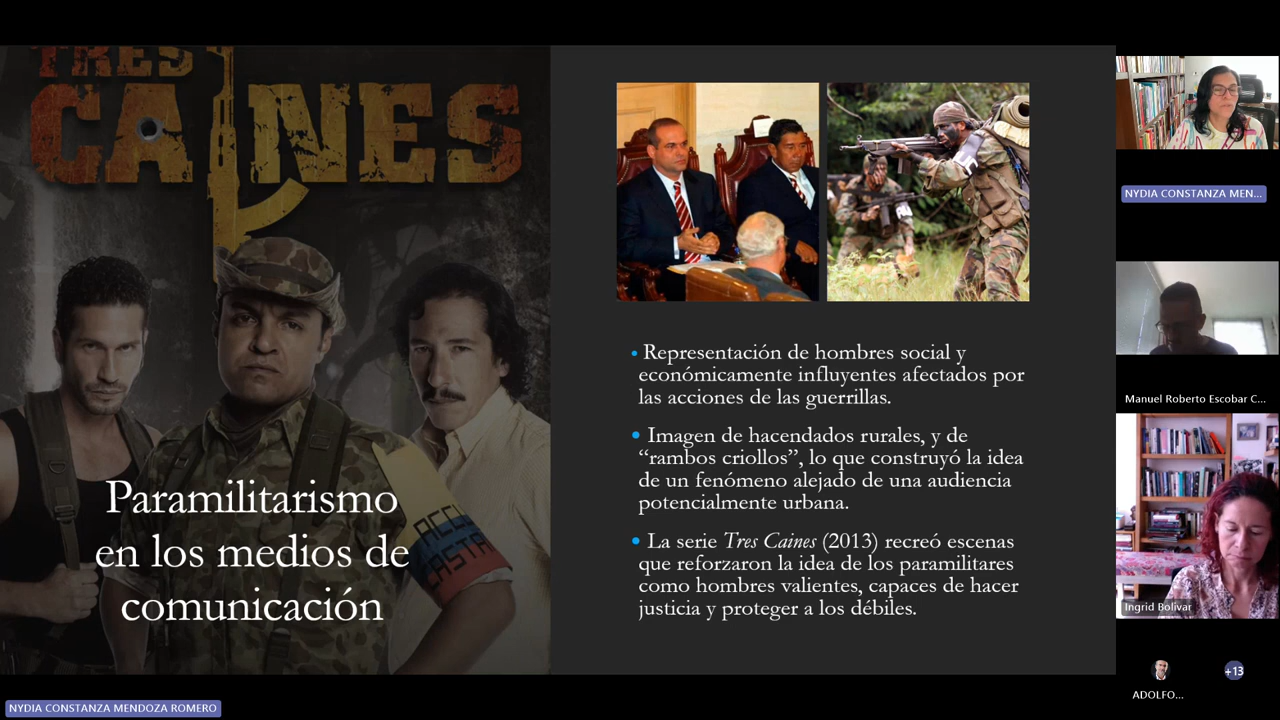 TRES
CAINES
ACCU
CASTR
Paramilitarismo
en los medios de
comunicación
• Representación de hombres social y
económicamente influyentes afectados por
las acciones de las guerrillas.
• Imagen de hacendados rurales, y de
“rambos criollos”, lo que construyó la idea
de un fenómeno alejado de una audiencia
potencialmente urbana.
• La serie Tres Caines (2013) recreó escenas
que reforzaron la idea de los paramilitares
como hombres valientes, capaces de hacer
justicia y proteger a los débiles.
NYDIA CONSTANZA MEN...
Manuel Roberto Escobar C...
Ingrid Bolivar
ADOLFO...
+13
NYDIA CONSTANZA MENDOZA ROMERO